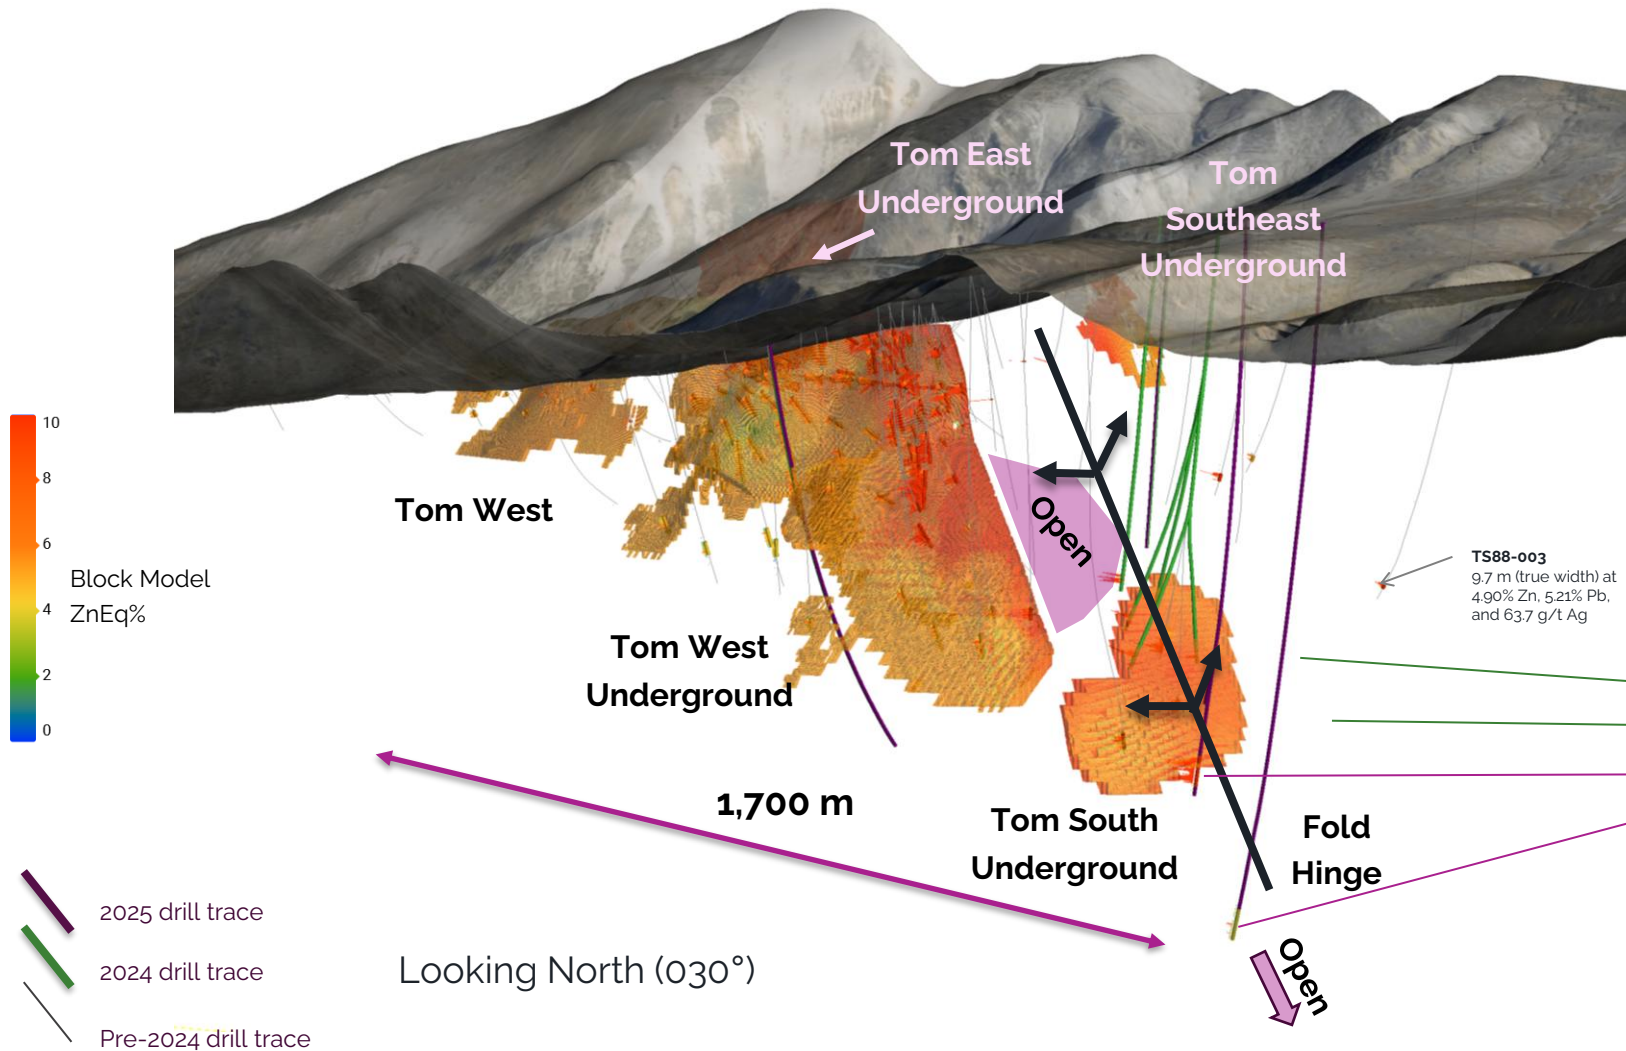 Tom East
Underground
Tom
Southeast
Underground
10
8
6
4
2
0
Block Model
ZnEq%
Tom West
Open
TS88-003
9.7 m (true width) at
4.90% Zn, 5.21% Pb,
and 63.7 g/t Ag
Tom West
Underground
1,700 m
Tom South
Underground
Fold
Hinge
Open
2025 drill trace
2024 drill trace
Pre-2024 drill trace
Looking North (030°)